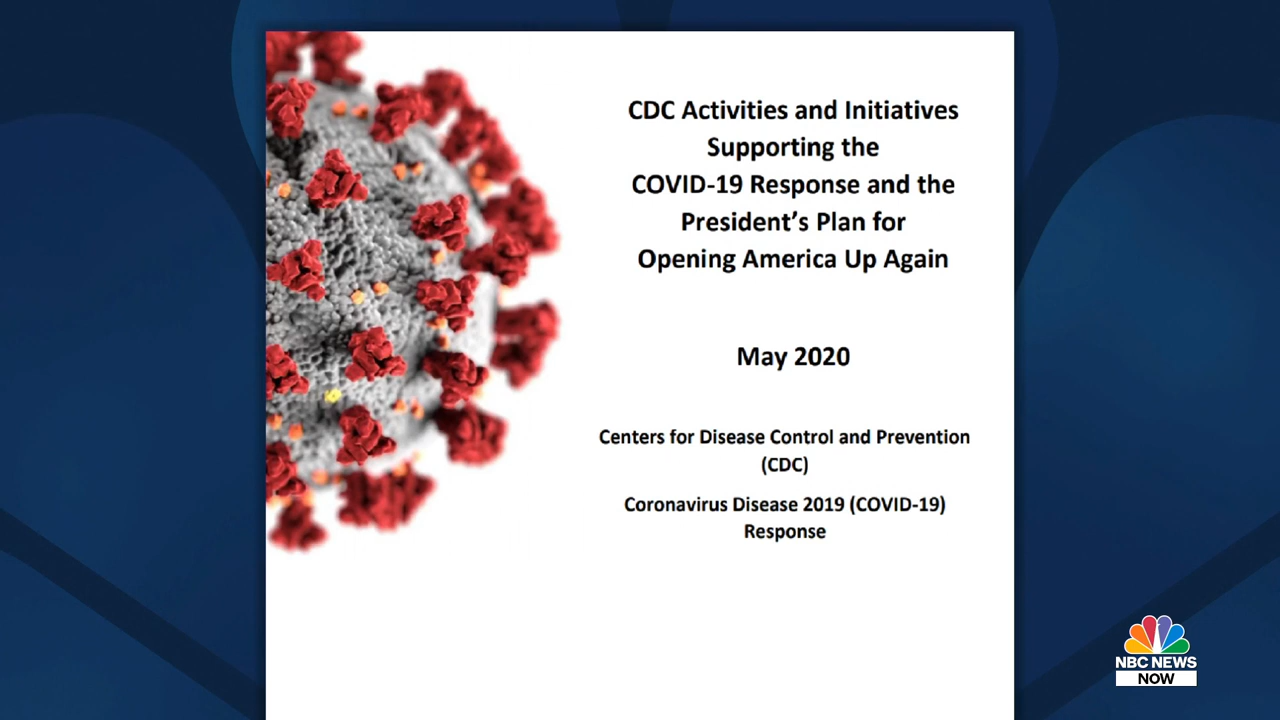 CDC Activities and Initiatives
Supporting the
COVID-19 Response and the
President's Plan for
Opening America Up Again
May 2020
Centers for Disease Control and Prevention
(CDC)
Coronavirus Disease 2019 (COVID-19)
Response
NBC NEWS
NOW